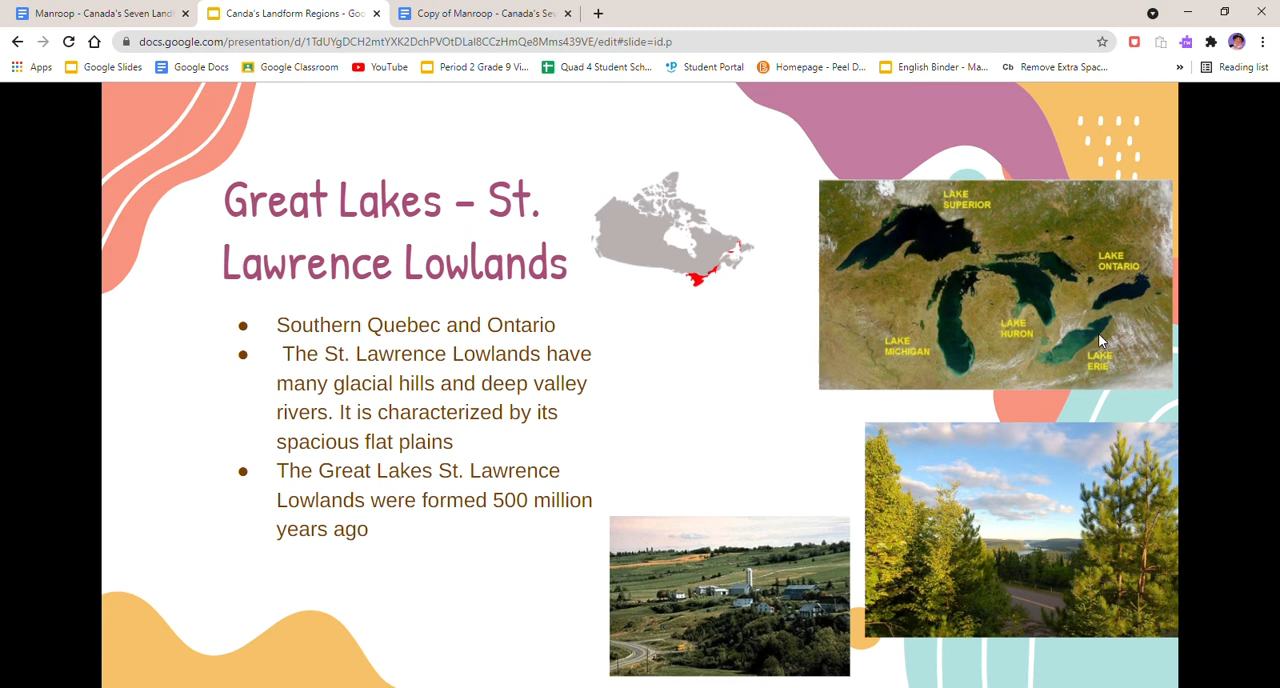 Manroop - Canada's Seven Landf
Canda's Landform Regions - Goo
Copy of Manroop - Canada's Sev
docs.google.com/presentation/d/1TdUYgDCH2mtYXK2DchPVOtDLal8CCzHmQe8Mms439VE/edit#slide=id.p
Apps
Google Slides
Google Docs
Google Classroom
YouTube
Period 2 Grade 9 Vi...
Quad 4 Student Sch...
Student Portal
Homepage - Peel D...
English Binder - Ma...
Cb Remove Extra Spac...
»
Reading list
Great Lakes - St.
Lawrence Lowlands
● Southern Quebec and Ontario
● The St. Lawrence Lowlands have
many glacial hills and deep valley
rivers. It is characterized by its
spacious flat plains
● The Great Lakes St. Lawrence
Lowlands were formed 500 million
years ago
LAKE
SUPERIOR
LAKE
ONTARIO
LAKE
HURON
LAKE
MICHIGAN
LAKE
ERIE